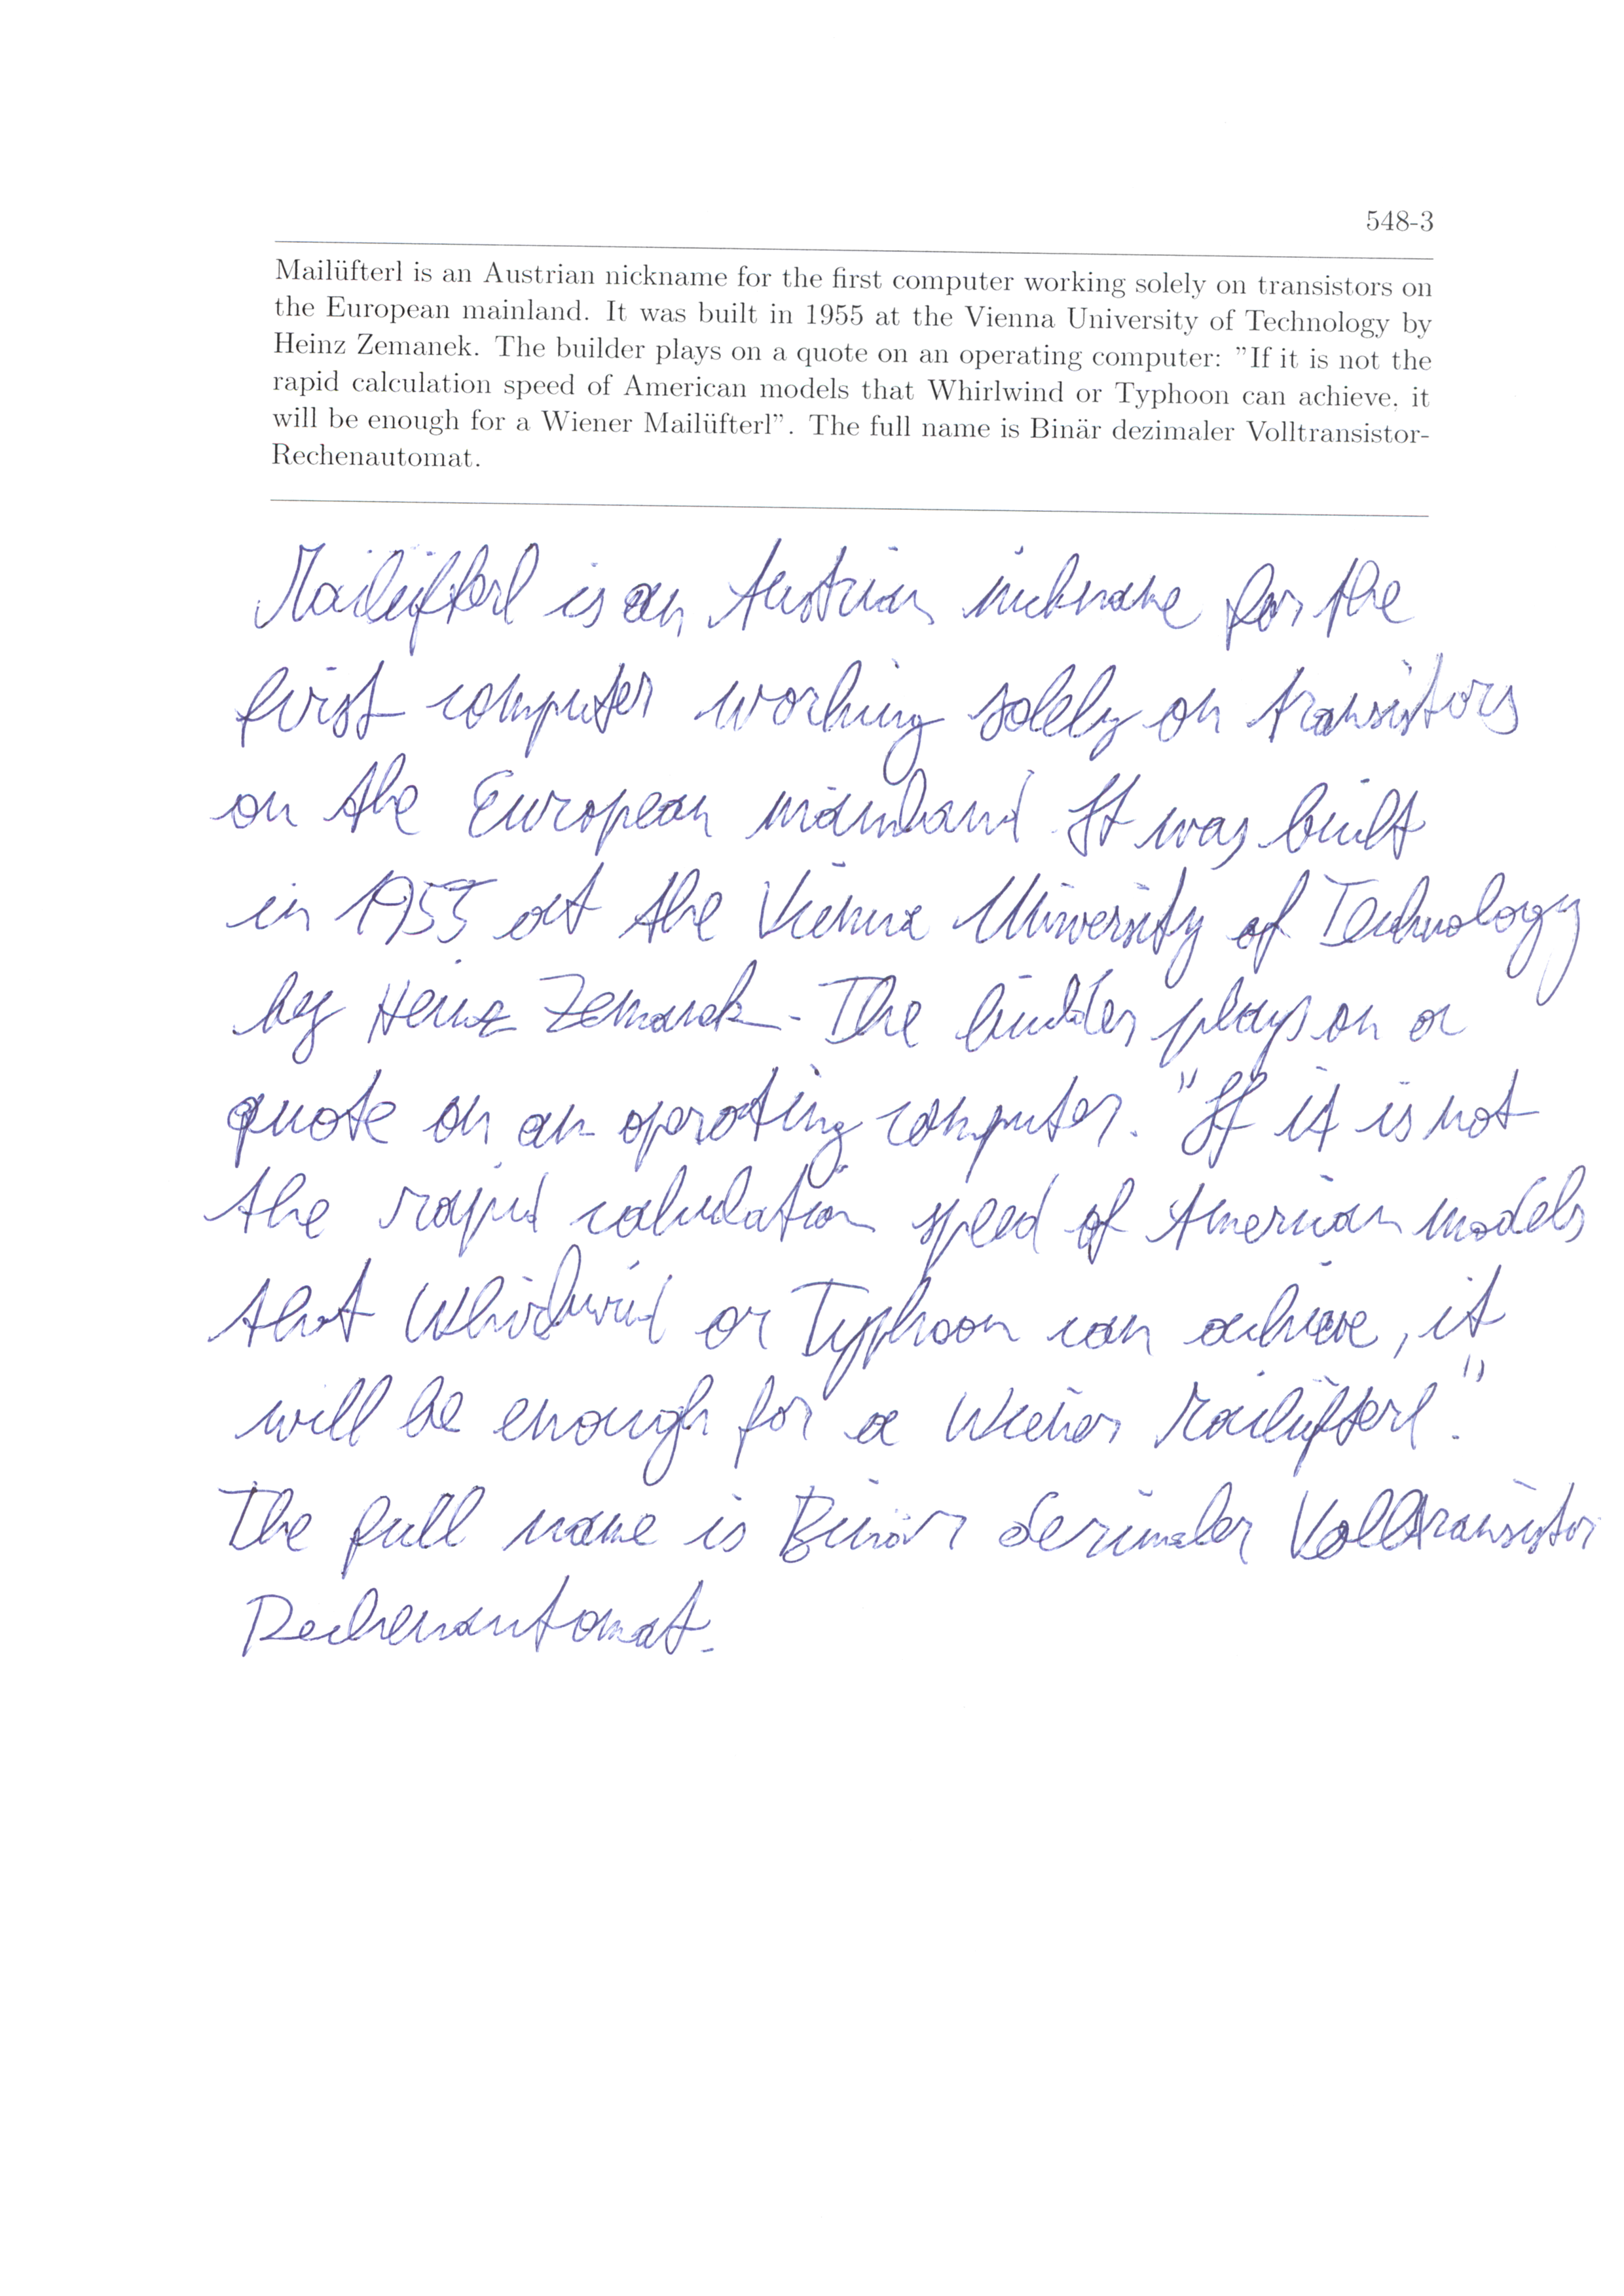 548-3
Mailüfterl is an Austrian nickname for the first computer working solely on transistors on
the European mainland. It was built in 1955 at the Vienna University of Technology by
Heinz Zemanek. The builder plays on a quote on an operating computer: "If it is not the
rapid calculation speed of American models that Whirlwind or Typhoon can achieve, it
will be enough for a Wiener Mailüfterl". The full name is Binär dezimaler Volltransistor-
Rechenautomat.
Mailüfterl is an Austrian nickname for the
first computer working solely on transistors
on the European mainland. It was built
in 1955 at the Vienna University of Technology
by Heinz Zemanek. The builder plays on a
quote on an operating computer. "If it is not
the rapid calculation speed of American models
that Whirlwind or Typhoon can achieve, it
will be enough for a Wiener Mailüfterl".
The full name is Binär dezimaler Volltransistor
Rechenautomat.